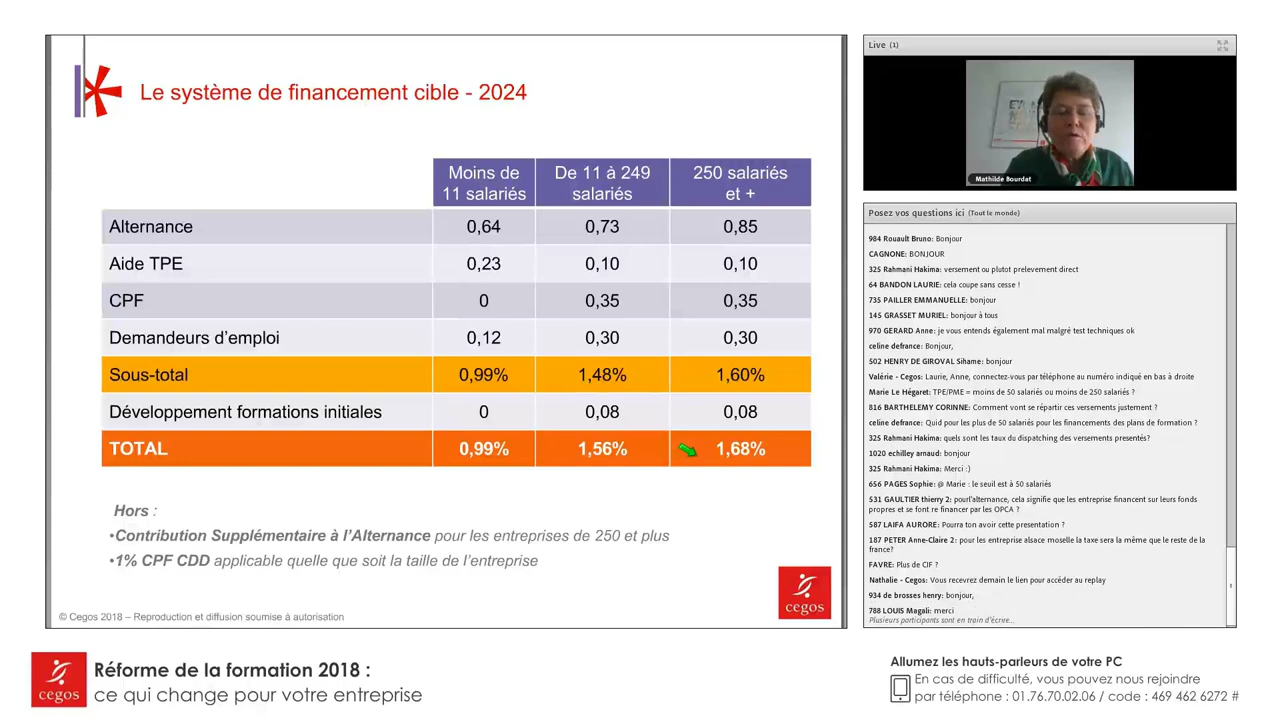 Le système de financement cible - 2024
Moins de
11 salariés
De 11 à 249
salariés
250 salariés
et +
Alternance 0,64 0,73 0,85
Aide TPE 0,23 0,10 0,10
CPF 0 0,35 0,35
Demandeurs d'emploi 0,12 0,30 0,30
Sous-total 0,99% 1,48% 1,60%
Développement formations initiales 0 0,08 0,08
TOTAL 0,99% 1,56% 1,68%
Hors :
•Contribution Supplémentaire à l'Alternance pour les entreprises de 250 et plus
•1% CPF CDD applicable quelle que soit la taille de l'entreprise
cegos
© Cegos 2018 – Reproduction et diffusion soumise à autorisation
Live (1)
Mathilde Bourdat
Posez vos questions ici (Tout le monde)
984 Rouault Bruno: Bonjour
CAGNONE: BONJOUR
325 Rahmani Hakima: versement ou plutot prelevement direct
64 BANDON LAURIE: cela coupe sans cesse !
735 PAILLER EMMANUELLE: bonjour
145 GRASSET MURIEL: bonjour à tous
970 GERARD Anne: je vous entends également mal malgré test techniques ok
celine defrance: Bonjour,
502 HENRY DE GIROVAL Sihame: bonjour
Valérie - Cegos: Laurie, Anne, connectez-vous par téléphone au numéro indiqué en bas à droite
Marie Le Hégaret: TPE/PME = moins de 50 salariés ou moins de 250 salariés ?
816 BARTHELEMY CORINNE: Comment vont se répartir ces versements justement ?
celine defrance: Quid pour les plus de 50 salariés pour les financements des plans de formation ?
325 Rahmani Hakima: quels sont les taux du dispatching des versements presentés?
1020 echilley arnaud: bonjour
325 Rahmani Hakima: Merci :)
656 PAGES Sophie: @ Marie : le seuil est à 50 salariés
531 GAULTIER thierry 2: pourl'alternance, cela signifie que les entreprise financent sur leurs fonds
propres et se font re financer par les OPCA ?
587 LAIFA AURORE: Pourra ton avoir cette presentation ?
187 PETER Anne-Claire 2: pour les entreprise alsace moselle la taxe sera la même que le reste de la
france?
FAVRE: Plus de CIF ?
Nathalie - Cegos: Vous recevrez demain le lien pour accéder au replay
934 de brosses henry: bonjour,
788 LOUIS Magali: merci
Plusieurs participants sont en train d'écrire...
cegos
Réforme de la formation 2018 :
ce qui change pour votre entreprise
Allumez les hauts-parleurs de votre PC
En cas de difficulté, vous pouvez nous rejoindre
par téléphone : 01.76.70.02.06 / code : 469 462 6272 #